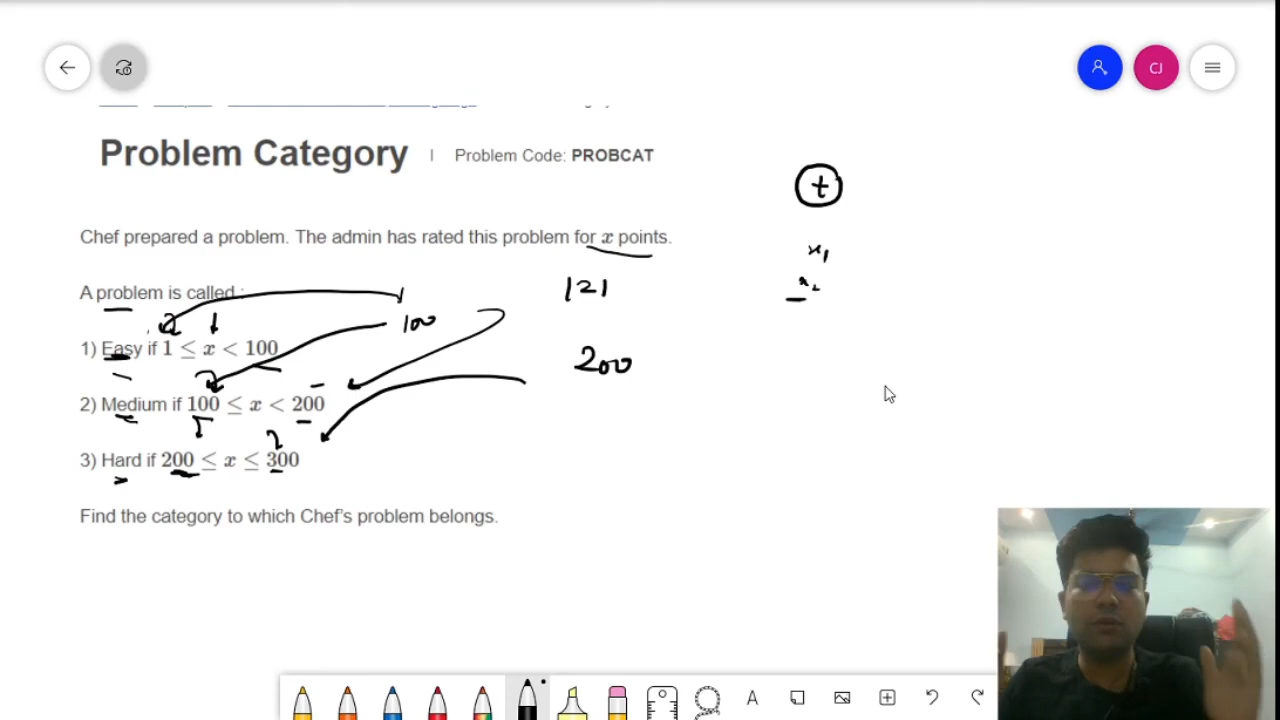 CJ
Problem Category | Problem Code: PROBCAT
t
Chef prepared a problem. The admin has rated this problem for x points.
x1
A problem is called :
121
x2
100
1) Easy if 1 ≤ x < 100
200
2) Medium if 100 ≤ x < 200
3) Hard if 200 ≤ x ≤ 300
Find the category to which Chef's problem belongs.
A